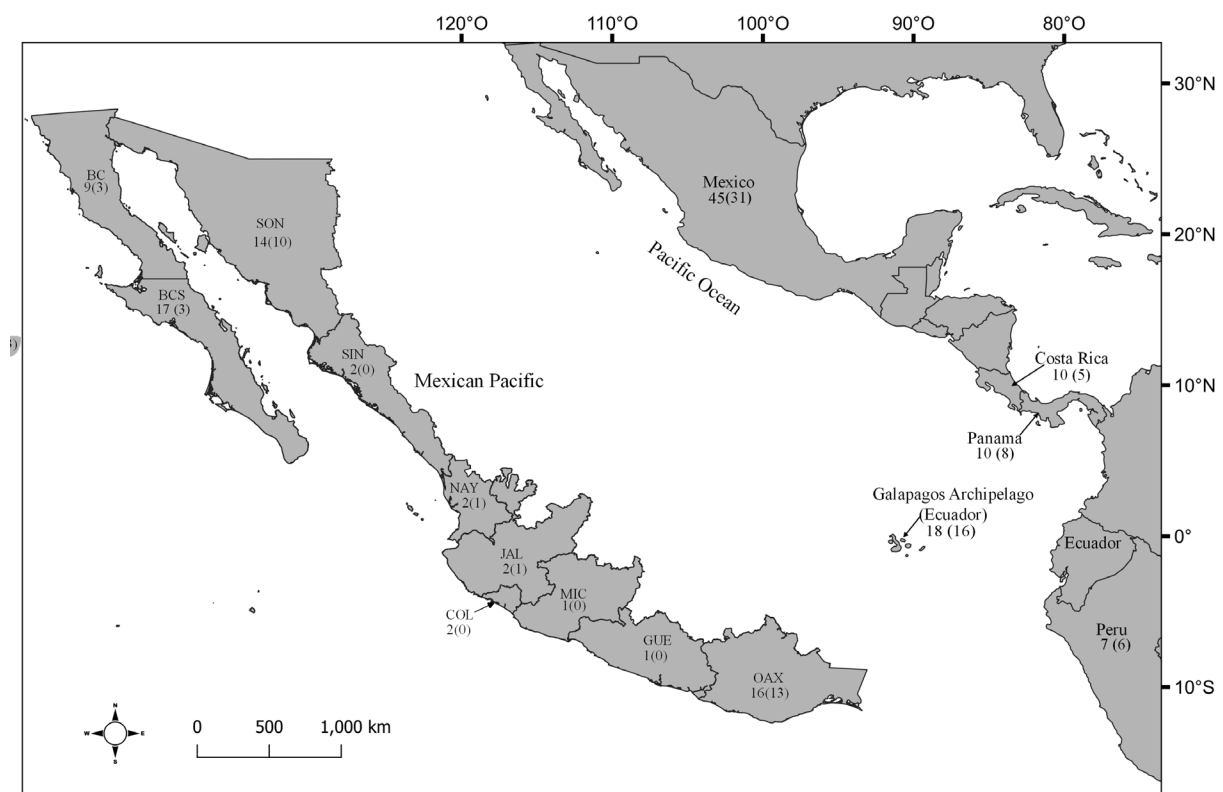 120°O 110°O 100°O 90°O 80°O
30°N
20°N
10°N
0°
10°S
BC
9(3)
SON
14(10)
BCS
17 (3)
SIN
2(0)
Mexican Pacific
NAY
2(1)
JAL
2(1)
COL
2(0)
MIC
1(0)
GUE
1(0)
OAX
16(13)
Mexico
45(31)
Pacific Ocean
Costa Rica
10 (5)
Panama
10 (8)
Galapagos Archipelago
(Ecuador)
18 (16)
Ecuador
Peru
7 (6)
N
W E
S
0 500 1,000 km